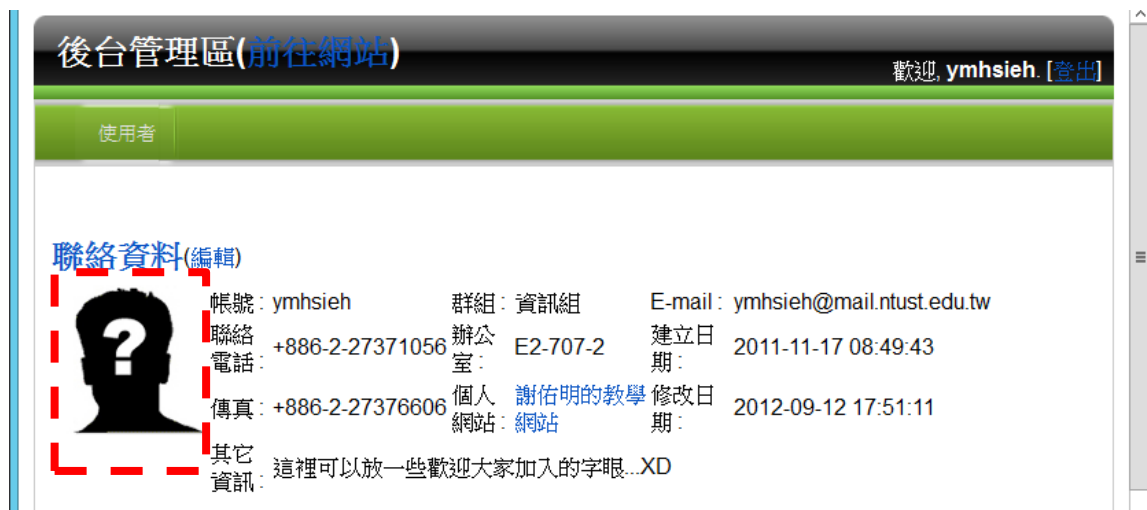 後台管理區(前往網站)
歡迎, ymhsieh. [登出]
使用者
聯絡資料(編輯)
帳號: ymhsieh 群組: 資訊組 E-mail: ymhsieh@mail.ntust.edu.tw
聯絡電話: +886-2-27371056 辦公室: E2-707-2 建立日期: 2011-11-17 08:49:43
傳真: +886-2-27376606 個人網站: 謝佑明的教學網站 修改日期: 2012-09-12 17:51:11
其它資訊: 這裡可以放一些歡迎大家加入的字眼...XD
?